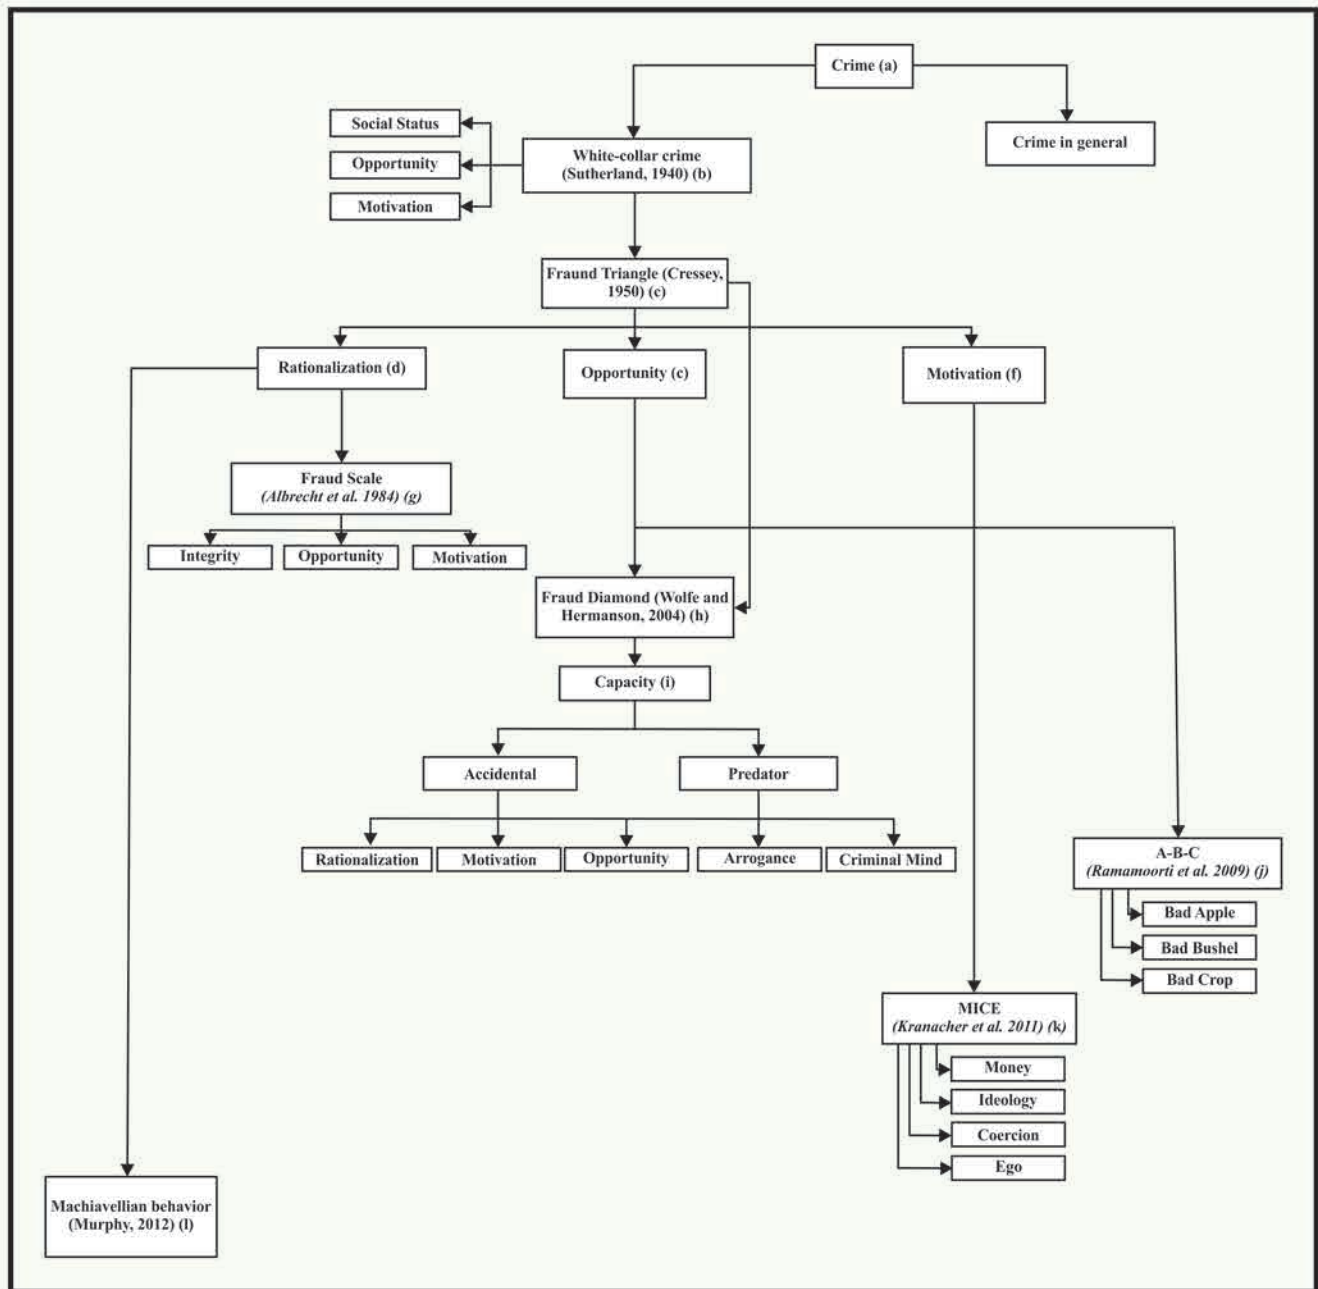 Crime (a)
Crime in general
Social Status
Opportunity
Motivation
White-collar crime
(Sutherland, 1940) (b)
Fraund Triangle (Cressey,
1950) (c)
Rationalization (d)
Opportunity (c)
Motivation (f)
Fraud Scale
(Albrecht et al. 1984) (g)
Integrity
Opportunity
Motivation
Fraud Diamond (Wolfe and
Hermanson, 2004) (h)
Capacity (i)
Accidental
Predator
Rationalization
Motivation
Opportunity
Arrogance
Criminal Mind
A-B-C
(Ramamoorti et al. 2009) (j)
Bad Apple
Bad Bushel
Bad Crop
MICE
(Kranacher et al. 2011) (k)
Money
Ideology
Coercion
Ego
Machiavellian behavior
(Murphy, 2012) (l)